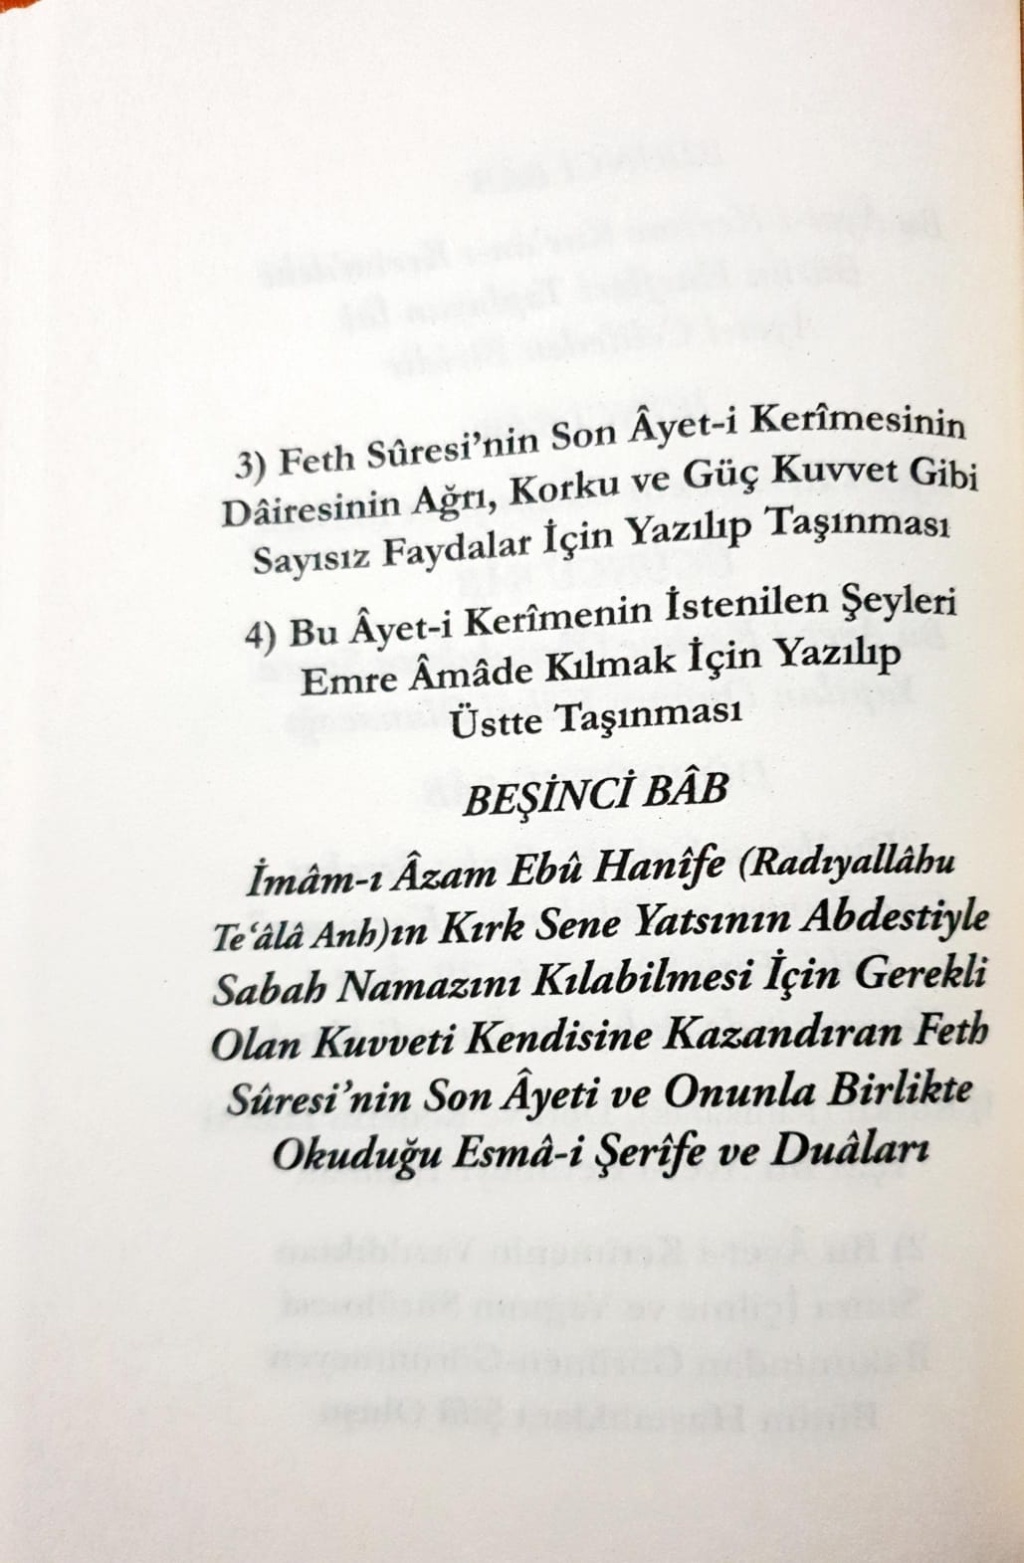 3) Feth Sûresi’nin Son Âyet-i Kerîmesinin
Dâiresinin Ağrı, Korku ve Güç Kuvvet Gibi
Sayısız Faydalar İçin Yazılıp Taşınması
4) Bu Âyet-i Kerîmenin İstenilen Şeyleri
Emre Âmâde Kılmak İçin Yazılıp
Üstte Taşınması
BEŞİNCİ BÂB
İmâm-ı Âzam Ebû Hanîfe (Radıyallâhu
Te‘âlâ Anh)ın Kırk Sene Yatsının Abdestiyle
Sabah Namazını Kılabilmesi İçin Gerekli
Olan Kuvveti Kendisine Kazandıran Feth
Sûresi’nin Son Âyeti ve Onunla Birlikte
Okuduğu Esmâ-i Şerîfe ve Duâları